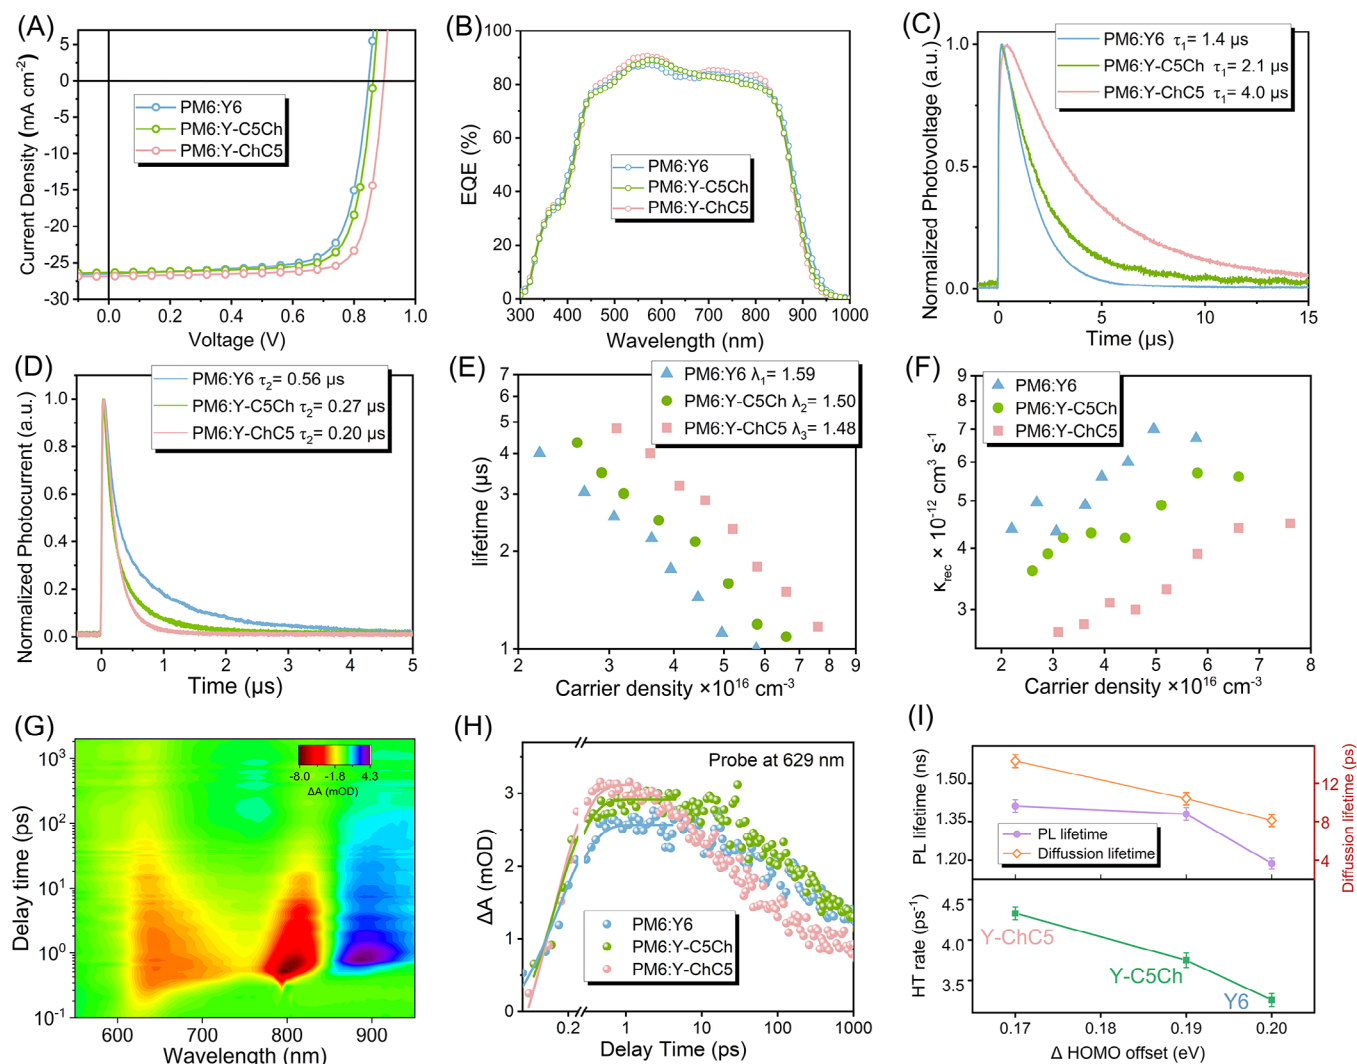 (A)
Current Density (mA cm-2)
5
0
-5
-10
-15
-20
-25
-30
PM6:Y6
PM6:Y-C5Ch
PM6:Y-ChC5
0.0 0.2 0.4 0.6 0.8 1.0
Voltage (V)
(B)
EQE (%)
100
80
60
40
20
0
PM6:Y6
PM6:Y-C5Ch
PM6:Y-ChC5
300 400 500 600 700 800 900 1000
Wavelength (nm)
(C)
Normalized Photovoltage (a.u.)
1.0
0.5
0.0
PM6:Y6 τ1= 1.4 µs
PM6:Y-C5Ch τ1= 2.1 µs
PM6:Y-ChC5 τ1= 4.0 µs
0 5 10 15
Time (µs)
(D)
Normalized Photocurrent (a.u.)
1.0
0.8
0.6
0.4
0.2
0.0
PM6:Y6 τ2= 0.56 µs
PM6:Y-C5Ch τ2= 0.27 µs
PM6:Y-ChC5 τ2= 0.20 µs
0 1 2 3 4 5
Time (µs)
(E)
lifetime (µs)
7
6
5
4
3
2
1
PM6:Y6 λ1= 1.59
PM6:Y-C5Ch λ2= 1.50
PM6:Y-ChC5 λ3= 1.48
2 3 4 5 6 7 8 9
Carrier density ×10^16 cm-3
(F)
κrec × 10^-12 cm3 s-1
9
8
7
6
5
4
3
PM6:Y6
PM6:Y-C5Ch
PM6:Y-ChC5
2 3 4 5 6 7 8
Carrier density ×10^16 cm-3
(G)
Delay time (ps)
10^3
10^2
10^1
10^0
10^-1
-8.0 -1.8 4.3
ΔA (mOD)
600 700 800 900
Wavelength (nm)
(H)
ΔA (mOD)
3
2
1
0
Probe at 629 nm
PM6:Y6
PM6:Y-C5Ch
PM6:Y-ChC5
0.2 1 10 100 1000
Delay Time (ps)
(I)
PL lifetime (ns)
1.50
1.35
1.20
PL lifetime
Diffussion lifetime
12
8
4
Diffusion lifetime (ps)
HT rate (ps-1)
4.5
4.0
3.5
Y-ChC5
Y-C5Ch
Y6
0.17 0.18 0.19 0.20
Δ HOMO offset (eV)